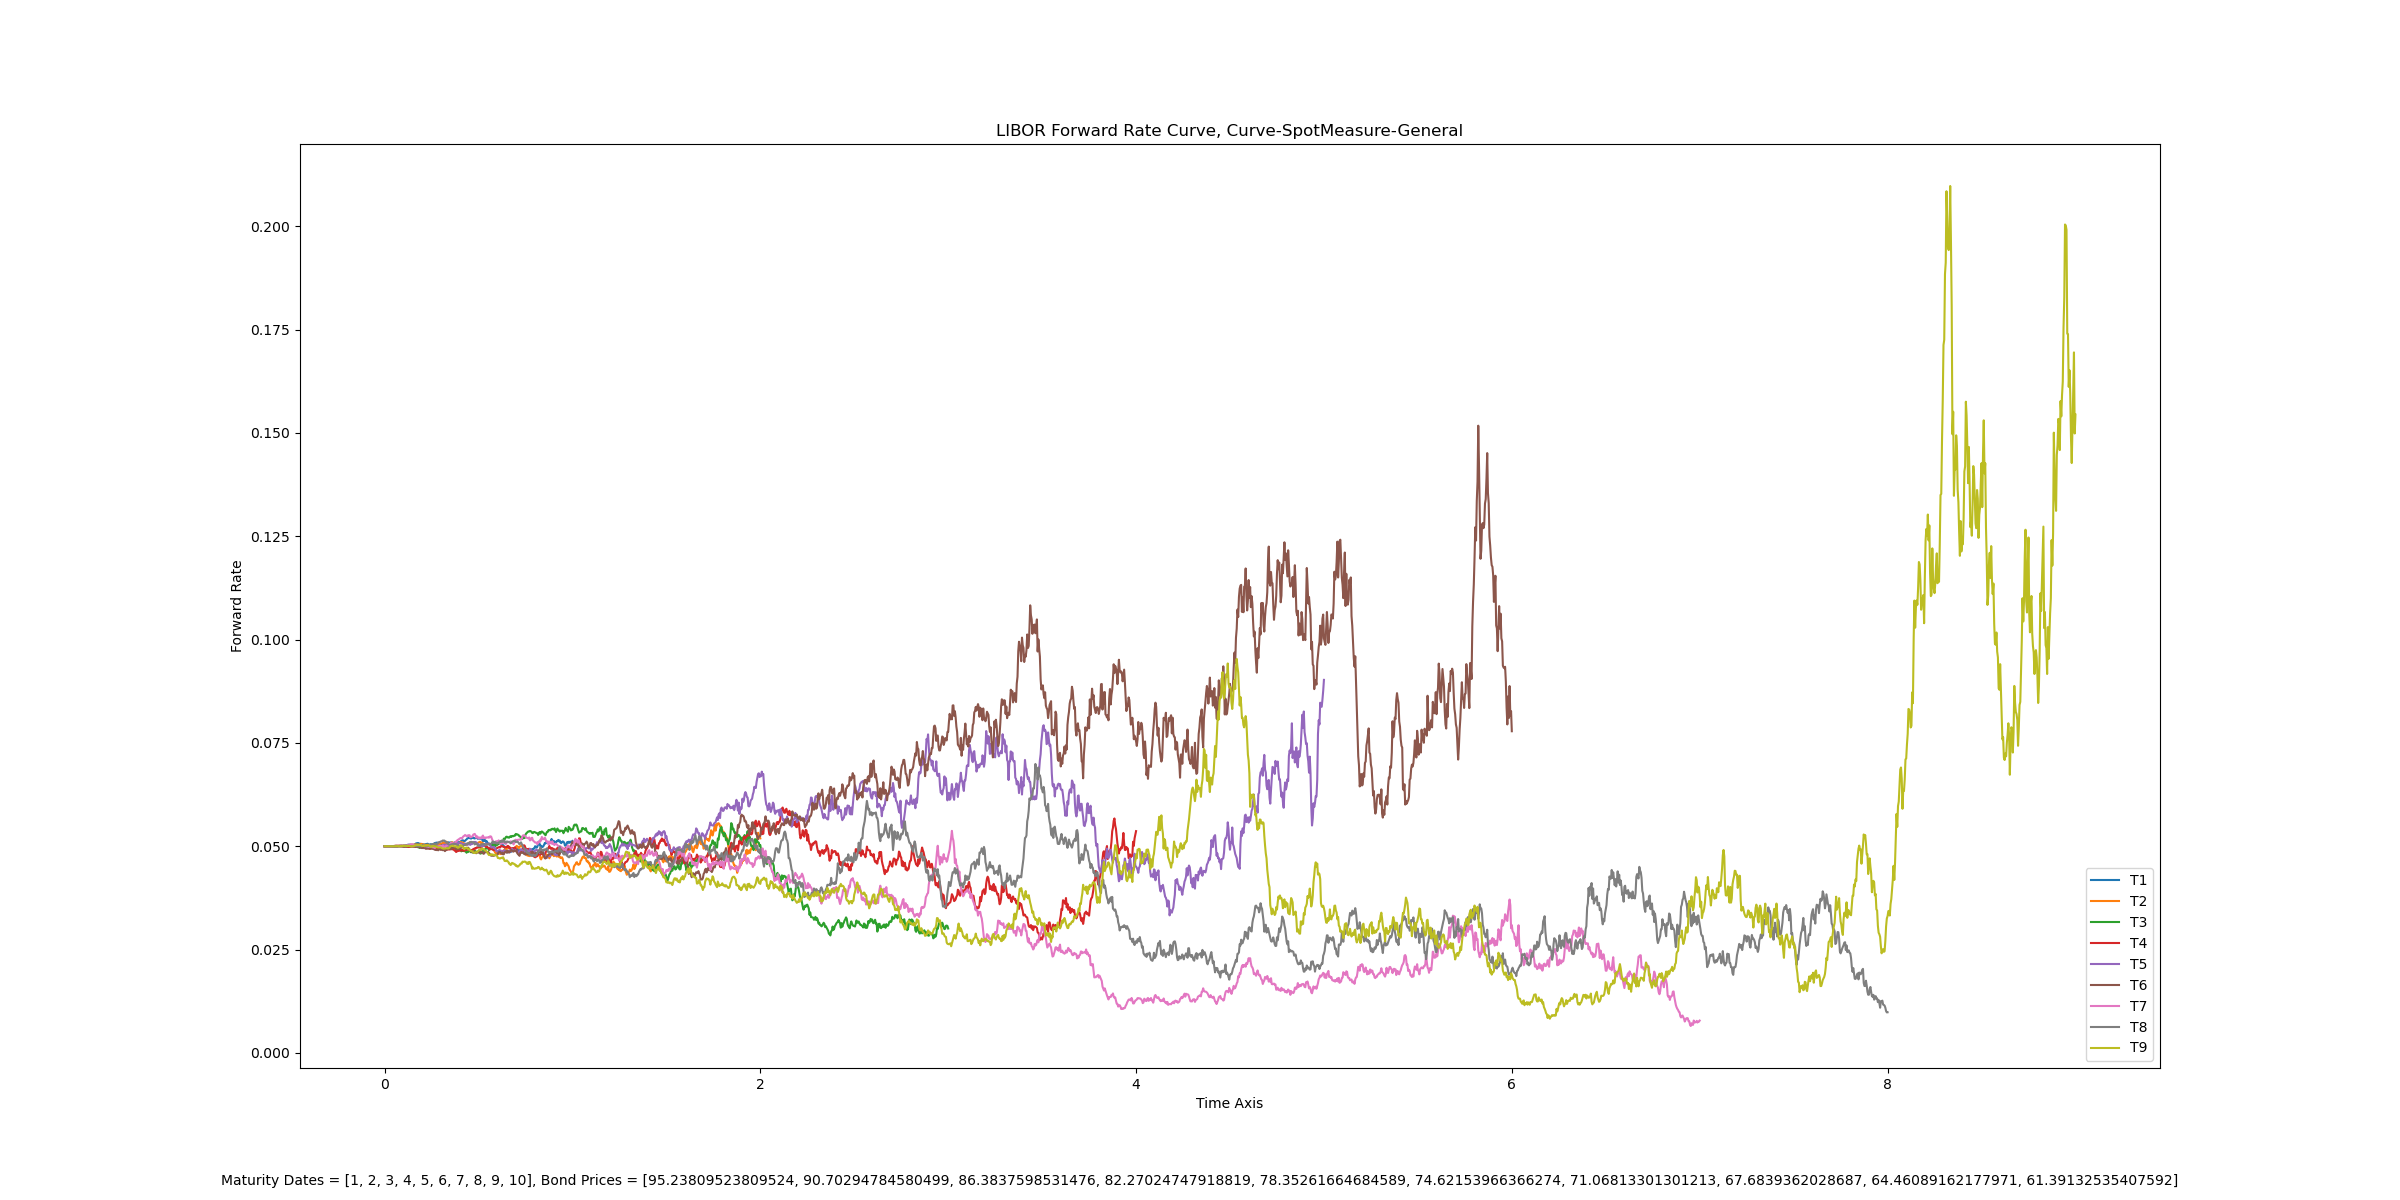 LIBOR Forward Rate Curve, Curve-SpotMeasure-General
0.200
0.175
0.150
0.125
0.100
0.075
0.050
0.025
0.000
Forward Rate
T1
T2
T3
T4
T5
T6
T7
T8
T9
0 2 4 6 8
Time Axis
Maturity Dates = [1, 2, 3, 4, 5, 6, 7, 8, 9, 10], Bond Prices = [95.23809523809524, 90.70294784580499, 86.3837598531476, 82.27024747918819, 78.35261664684589, 74.62153966366274, 71.06813301301213, 67.6839362028687, 64.46089162177971, 61.39132535407592]